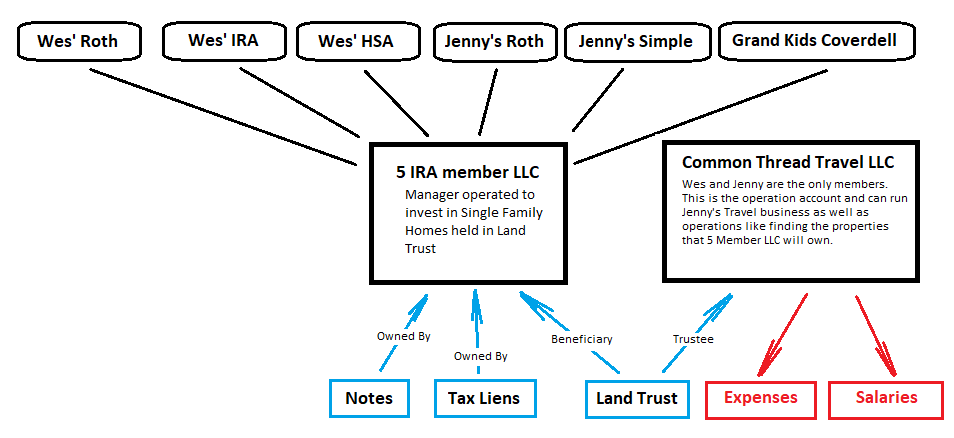 Wes' Roth
Wes' IRA
Wes' HSA
Jenny's Roth
Jenny's Simple
Grand Kids Coverdell
5 IRA member LLC
Manager operated to
invest in Single Family
Homes held in Land
Trust
Common Thread Travel LLC
Wes and Jenny are the only members.
This is the operation account and can run
Jenny's Travel business as well as
operations like finding the properties
that 5 Member LLC will own.
Owned By
Owned By
Beneficiary
Trustee
Notes
Tax Liens
Land Trust
Expenses
Salaries